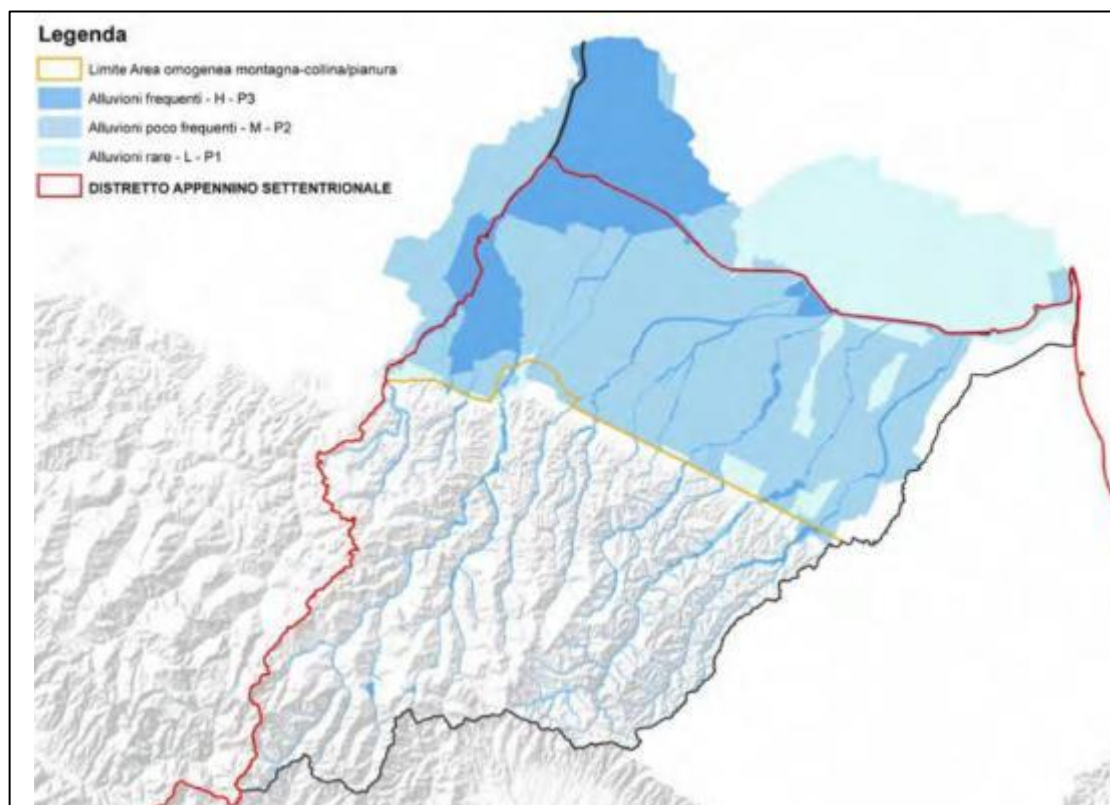 Legenda
Limite Area omogenea montagna-collina/pianura
Alluvioni frequenti - H - P3
Alluvioni poco frequenti - M - P2
Alluvioni rare - L - P1
DISTRETTO APPENNINO SETTENTRIONALE